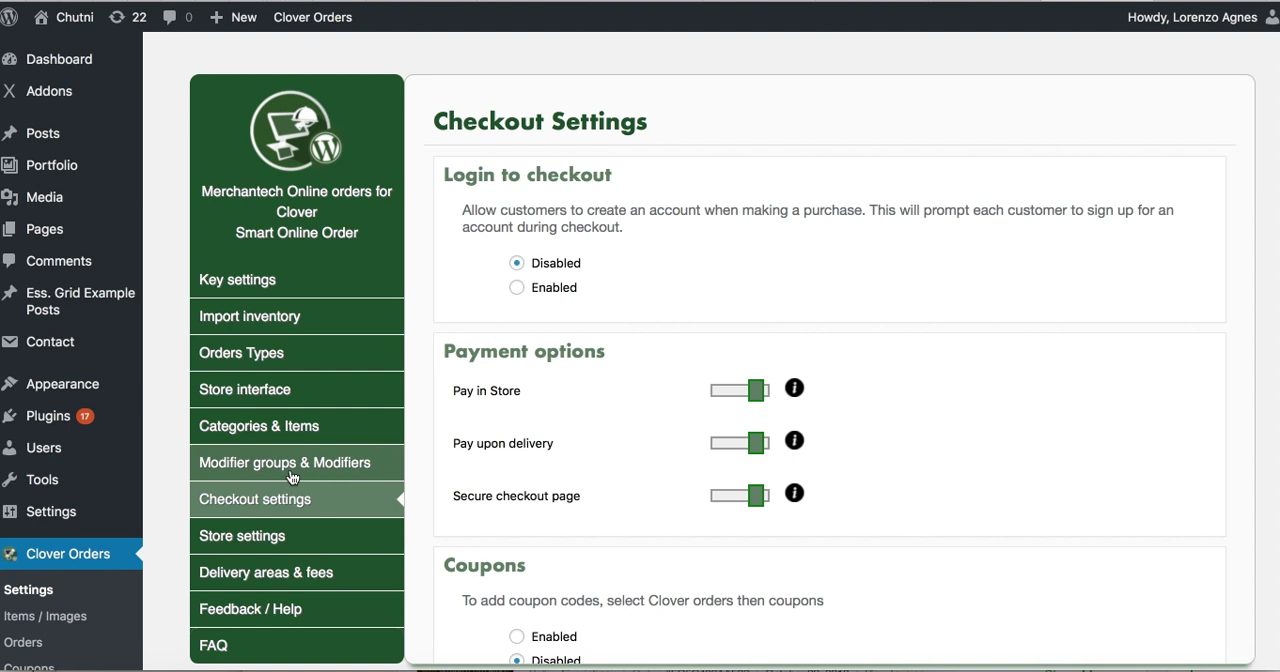 Chutni 22 0 New Clover Orders Howdy, Lorenzo Agnes
Dashboard
Addons
Posts
Portfolio
Media
Pages
Comments
Ess. Grid Example
Posts
Contact
Appearance
Plugins 17
Users
Tools
Settings
Clover Orders
Settings
Items / Images
Orders
Coupons
Merchantech Online orders for
Clover
Smart Online Order
Key settings
Import inventory
Orders Types
Store interface
Categories & Items
Modifier groups & Modifiers
Checkout settings
Store settings
Delivery areas & fees
Feedback / Help
FAQ
Checkout Settings
Login to checkout
Allow customers to create an account when making a purchase. This will prompt each customer to sign up for an
account during checkout.
Disabled
Enabled
Payment options
Pay in Store
Pay upon delivery
Secure checkout page
Coupons
To add coupon codes, select Clover orders then coupons
Enabled
Disabled